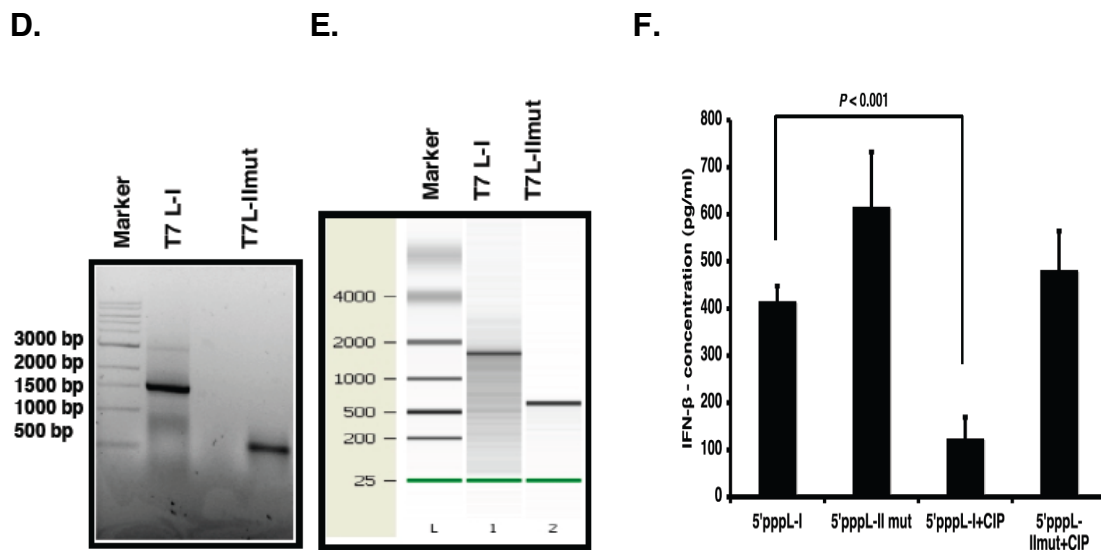 D.
E.
F.
Marker
T7 L-I
T7L-IImut
3000 bp
2000 bp
1500 bp
1000 bp
500 bp
Marker
T7 L-I
T7L-IImut
4000
2000
1000
500
200
25
L
1
2
P < 0.001
IFN-β - concentration (pg/ml)
800
700
600
500
400
300
200
100
0
5'pppL-I
5'pppL-II mut
5'pppL-I+CIP
5'pppL-
IImut+CIP